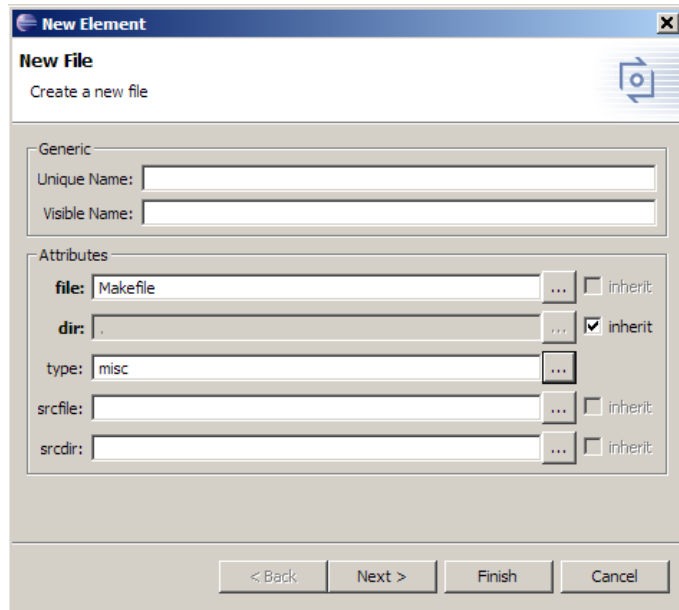 New Element
New File
Create a new file
Generic
Unique Name:
Visible Name:
Attributes
file: Makefile ... inherit
dir: . ... inherit
type: misc ...
srcfile: ... inherit
srcdir: ... inherit
< Back Next > Finish Cancel